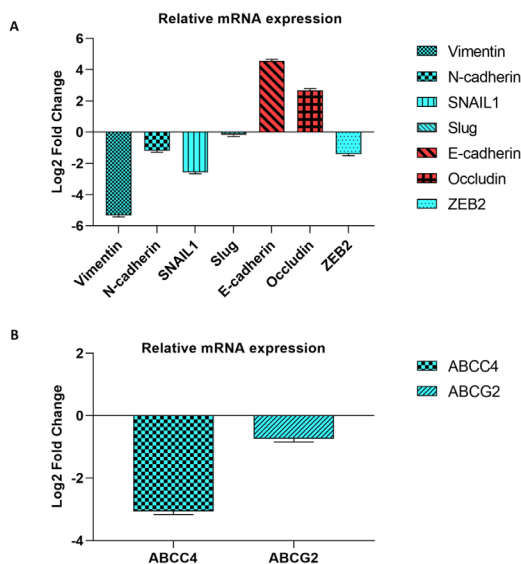 A
Relative mRNA expression
Log2 Fold Change
6
4
2
0
-2
-4
-6
Vimentin
N-cadherin
SNAIL1
Slug
E-cadherin
Occludin
ZEB2
Vimentin
N-cadherin
SNAIL1
Slug
E-cadherin
Occludin
ZEB2
B
Relative mRNA expression
Log2 Fold Change
2
0
-2
-4
ABCC4
ABCG2
ABCC4
ABCG2